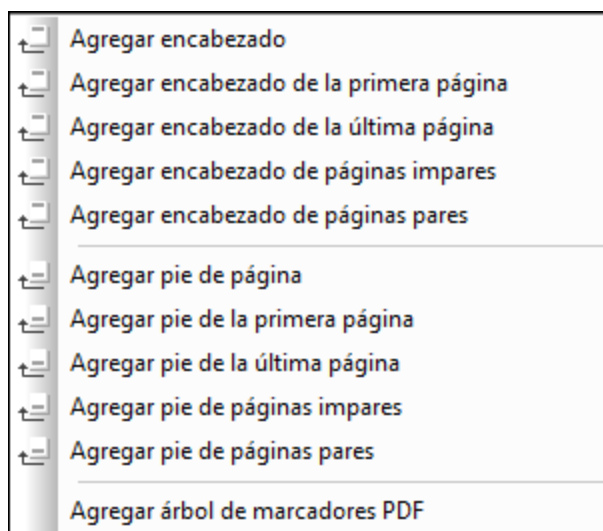 Agregar encabezado
Agregar encabezado de la primera página
Agregar encabezado de la última página
Agregar encabezado de páginas impares
Agregar encabezado de páginas pares
Agregar pie de página
Agregar pie de la primera página
Agregar pie de la última página
Agregar pie de páginas impares
Agregar pie de páginas pares
Agregar árbol de marcadores PDF